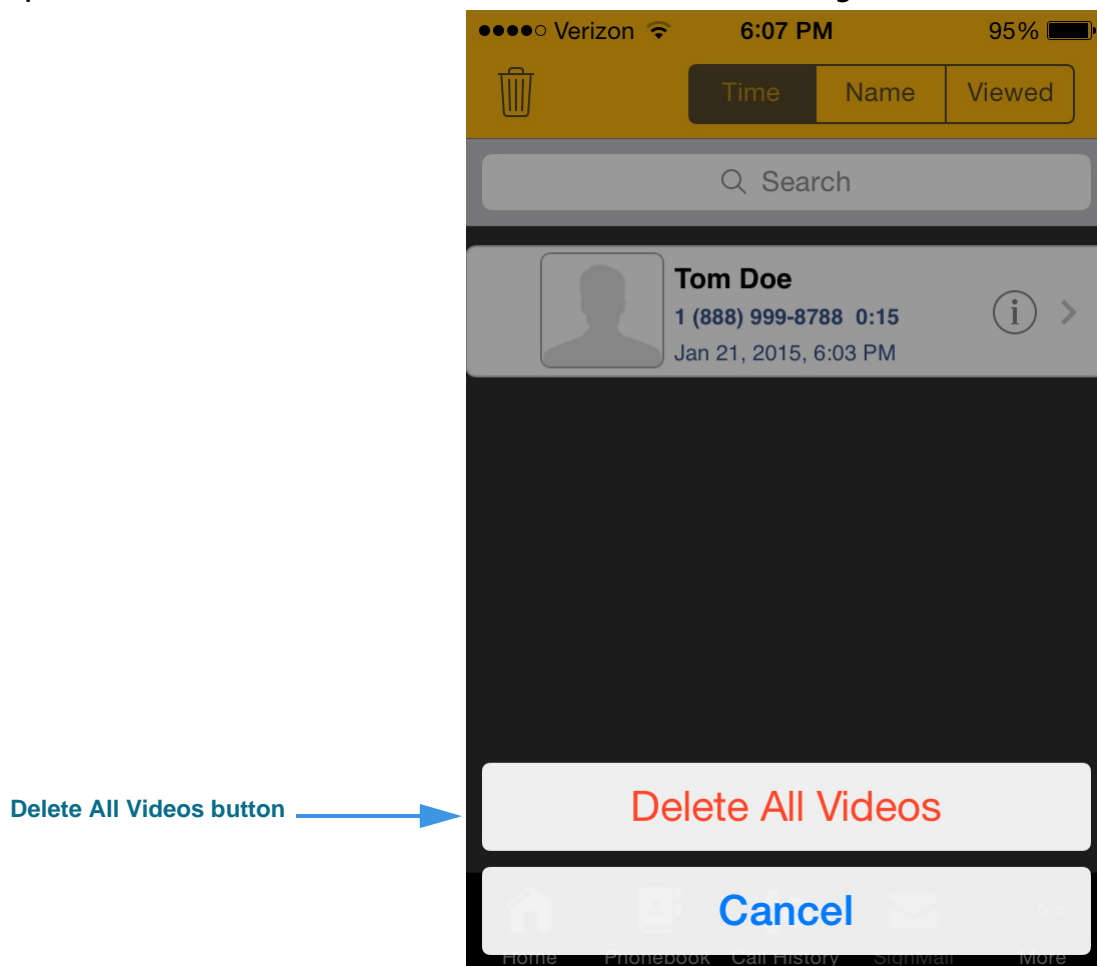 Verizon 6:07 PM 95%
Time Name Viewed
Search
Tom Doe
1 (888) 999-8788 0:15
i
Jan 21, 2015, 6:03 PM
Delete All Videos button
Delete All Videos
Cancel
Home Phonebook Call History SignMail More